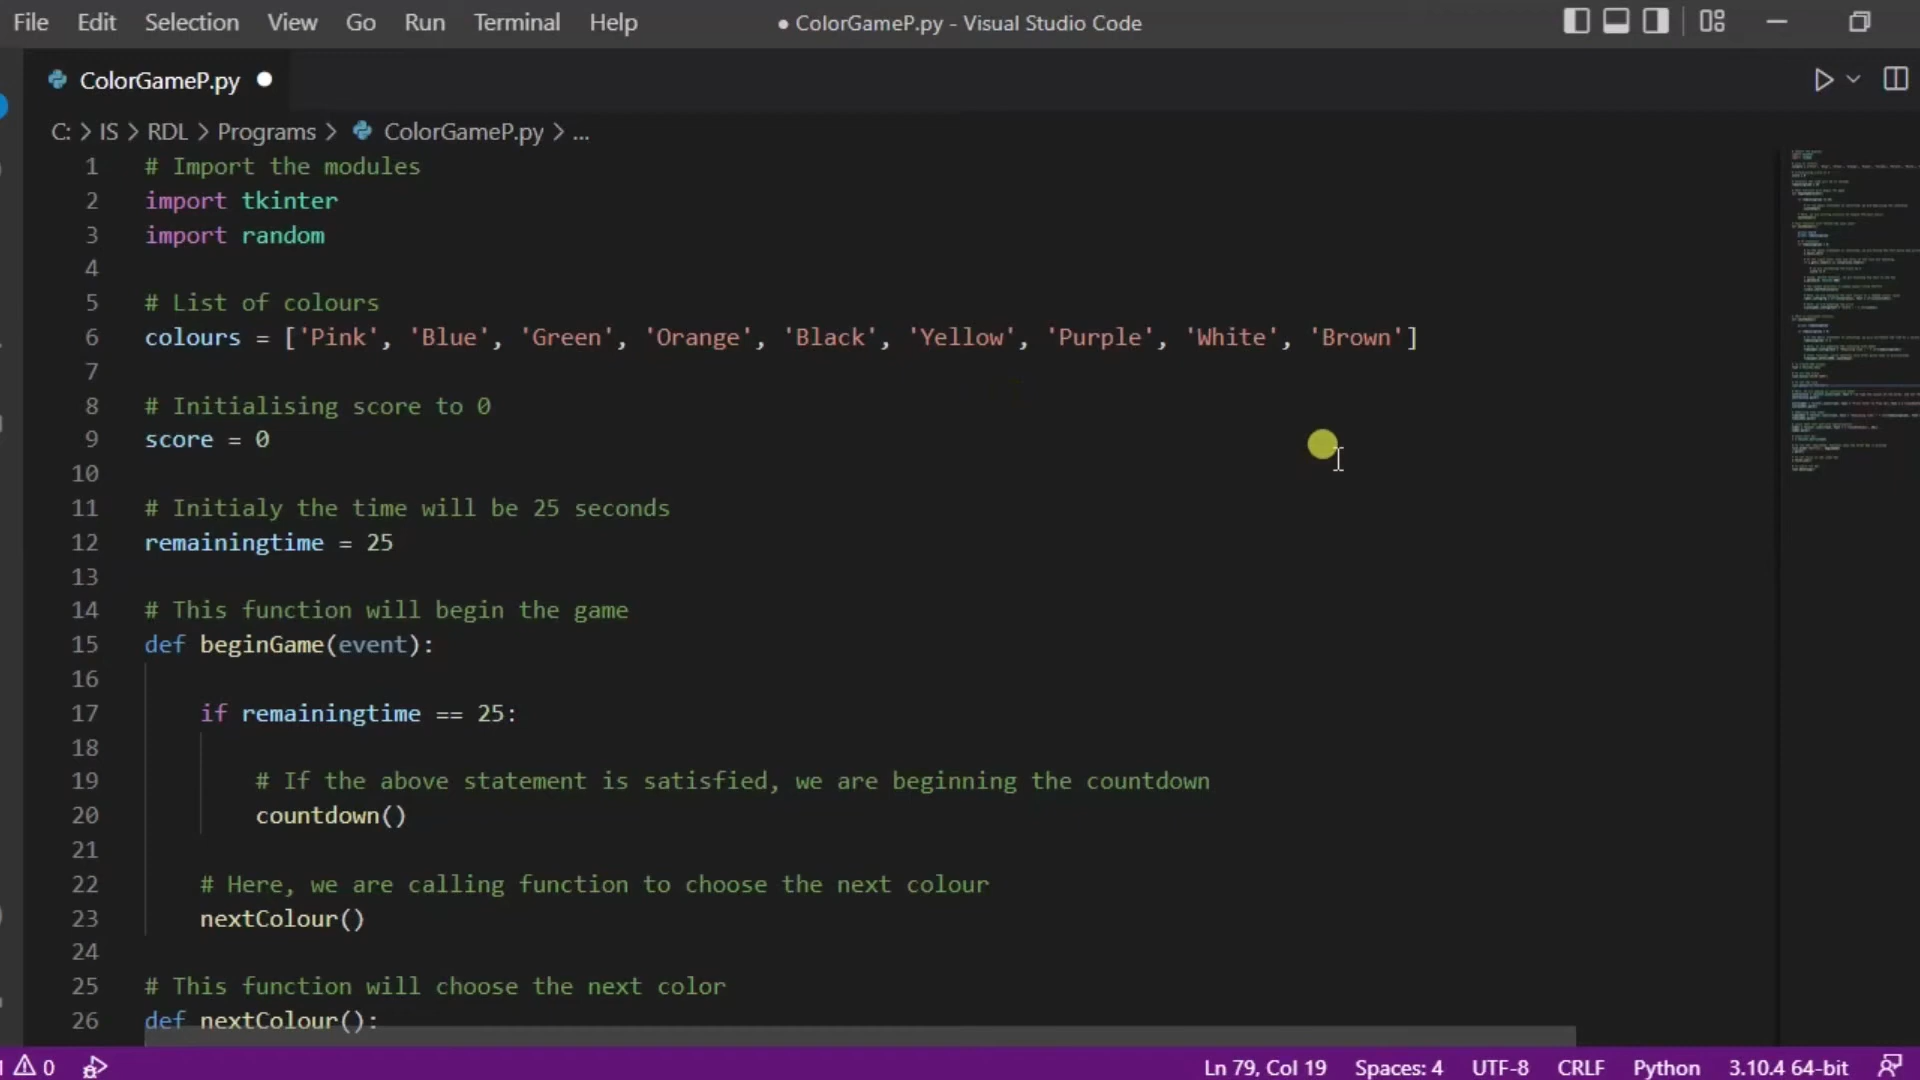 File Edit Selection View Go Run Terminal Help ● ColorGameP.py - Visual Studio Code
ColorGameP.py ●
C: > IS > RDL > Programs > ColorGameP.py > ...
1 # Import the modules
2 import tkinter
3 import random
4
5 # List of colours
6 colours = ['Pink', 'Blue', 'Green', 'Orange', 'Black', 'Yellow', 'Purple', 'White', 'Brown']
7
8 # Initialising score to 0
9 score = 0
10
11 # Initialy the time will be 25 seconds
12 remainingtime = 25
13
14 # This function will begin the game
15 def beginGame(event):
16
17 if remainingtime == 25:
18
19 # If the above statement is satisfied, we are beginning the countdown
20 countdown()
21
22 # Here, we are calling function to choose the next colour
23 nextColour()
24
25 # This function will choose the next color
26 def nextColour():
0 Ln 79, Col 19 Spaces: 4 UTF-8 CRLF Python 3.10.4 64-bit